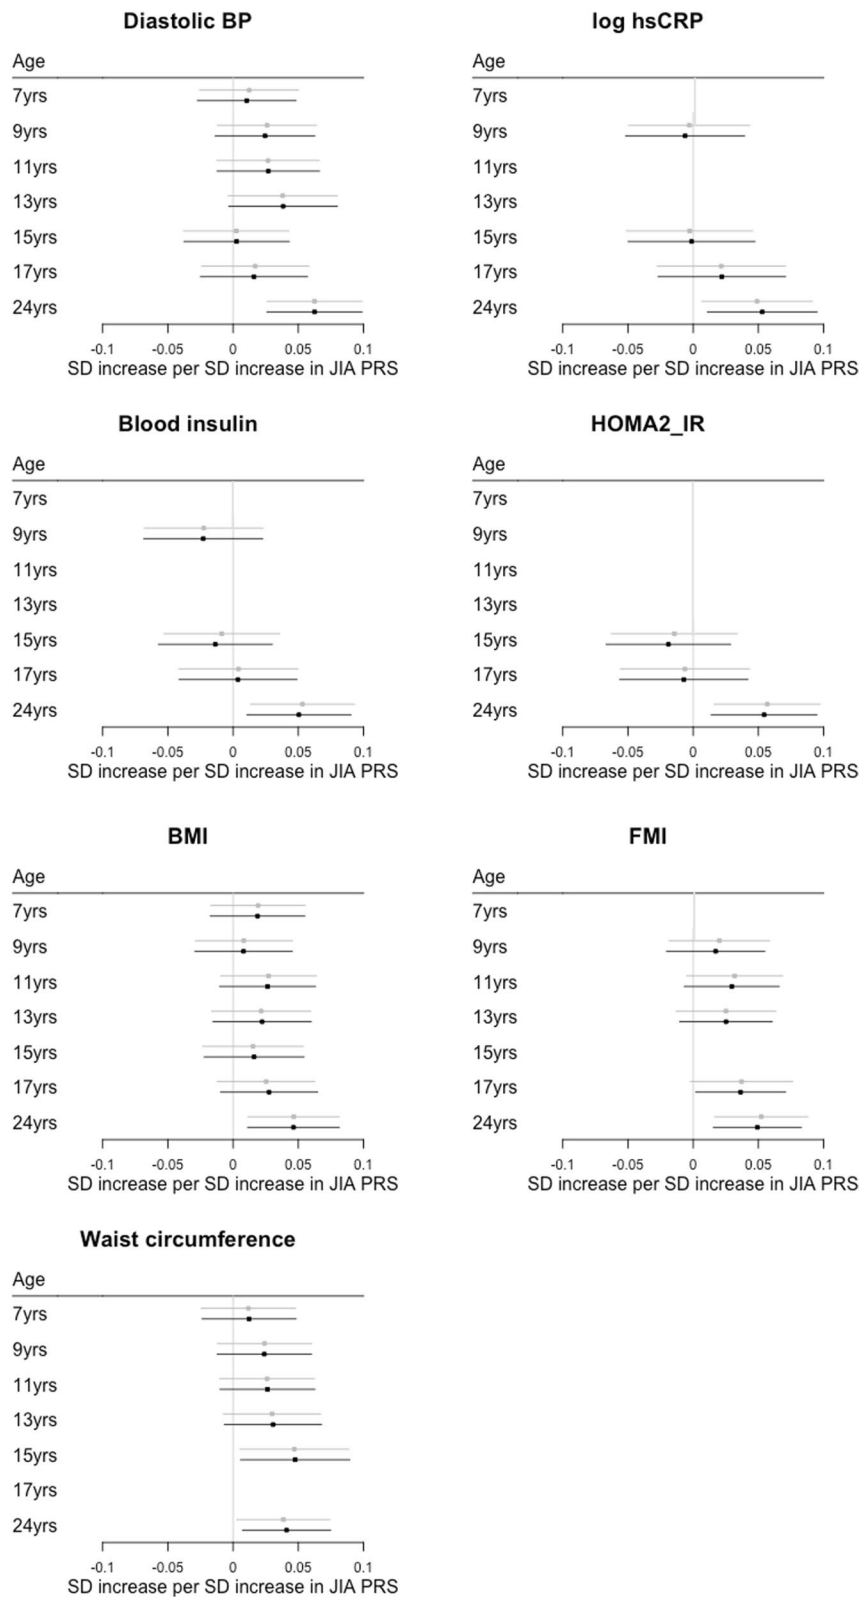 Diastolic BP
Age
7yrs
9yrs
11yrs
13yrs
15yrs
17yrs
24yrs
-0.1 -0.05 0 0.05 0.1
SD increase per SD increase in JIA PRS
log hsCRP
Age
7yrs
9yrs
11yrs
13yrs
15yrs
17yrs
24yrs
-0.1 -0.05 0 0.05 0.1
SD increase per SD increase in JIA PRS
Blood insulin
Age
7yrs
9yrs
11yrs
13yrs
15yrs
17yrs
24yrs
-0.1 -0.05 0 0.05 0.1
SD increase per SD increase in JIA PRS
HOMA2_IR
Age
7yrs
9yrs
11yrs
13yrs
15yrs
17yrs
24yrs
-0.1 -0.05 0 0.05 0.1
SD increase per SD increase in JIA PRS
BMI
Age
7yrs
9yrs
11yrs
13yrs
15yrs
17yrs
24yrs
-0.1 -0.05 0 0.05 0.1
SD increase per SD increase in JIA PRS
FMI
Age
7yrs
9yrs
11yrs
13yrs
15yrs
17yrs
24yrs
-0.1 -0.05 0 0.05 0.1
SD increase per SD increase in JIA PRS
Waist circumference
Age
7yrs
9yrs
11yrs
13yrs
15yrs
17yrs
24yrs
-0.1 -0.05 0 0.05 0.1
SD increase per SD increase in JIA PRS